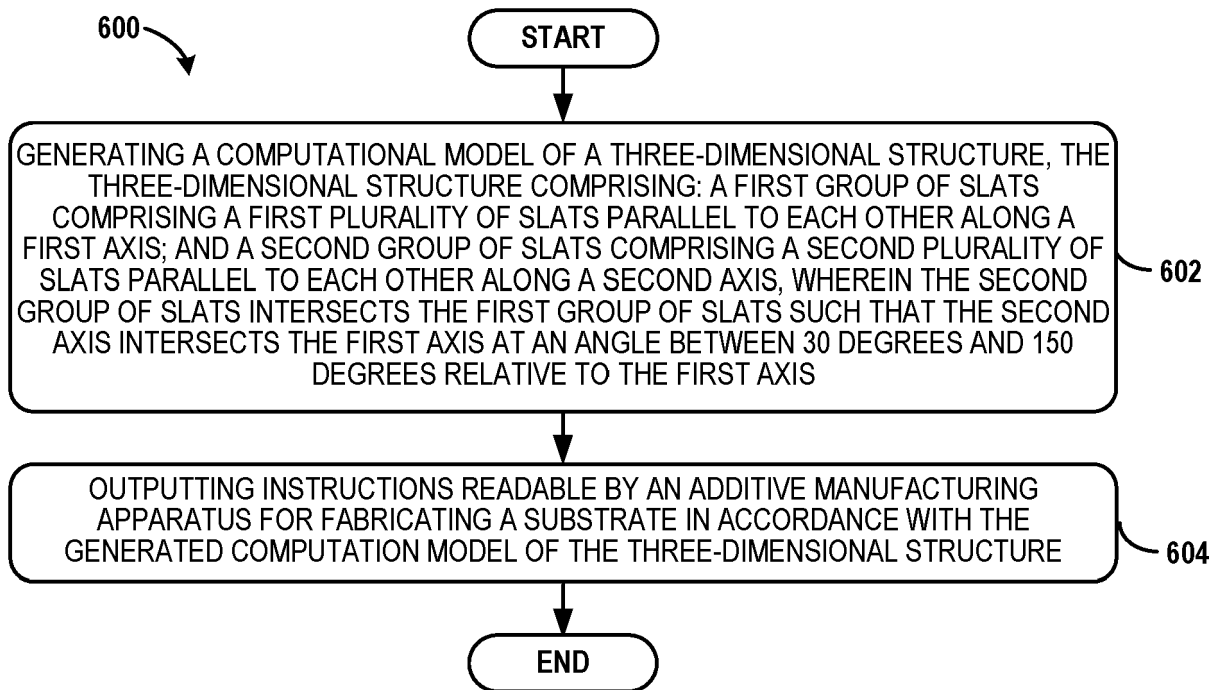 600
START
GENERATING A COMPUTATIONAL MODEL OF A THREE-DIMENSIONAL STRUCTURE, THE
THREE-DIMENSIONAL STRUCTURE COMPRISING: A FIRST GROUP OF SLATS
COMPRISING A FIRST PLURALITY OF SLATS PARALLEL TO EACH OTHER ALONG A
FIRST AXIS; AND A SECOND GROUP OF SLATS COMPRISING A SECOND PLURALITY OF
SLATS PARALLEL TO EACH OTHER ALONG A SECOND AXIS, WHEREIN THE SECOND
GROUP OF SLATS INTERSECTS THE FIRST GROUP OF SLATS SUCH THAT THE SECOND
AXIS INTERSECTS THE FIRST AXIS AT AN ANGLE BETWEEN 30 DEGREES AND 150
DEGREES RELATIVE TO THE FIRST AXIS
602
OUTPUTTING INSTRUCTIONS READABLE BY AN ADDITIVE MANUFACTURING
APPARATUS FOR FABRICATING A SUBSTRATE IN ACCORDANCE WITH THE
GENERATED COMPUTATION MODEL OF THE THREE-DIMENSIONAL STRUCTURE
604
END